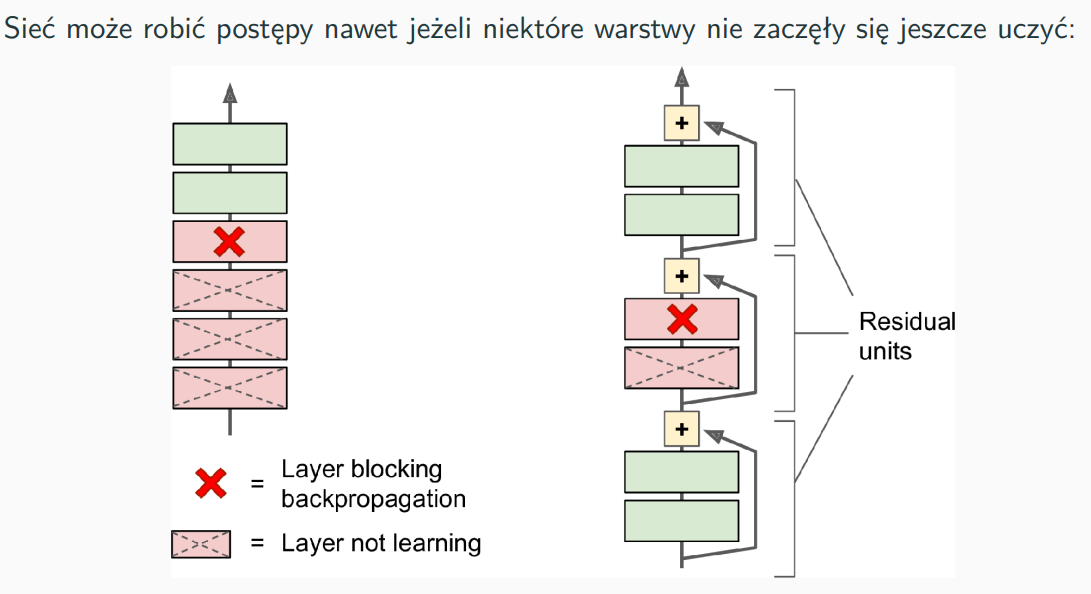 Sieć może robić postępy nawet jeżeli niektóre warstwy nie zaczęły się jeszcze uczyć:
+
+
+
Residual
units
= Layer blocking
backpropagation
= Layer not learning